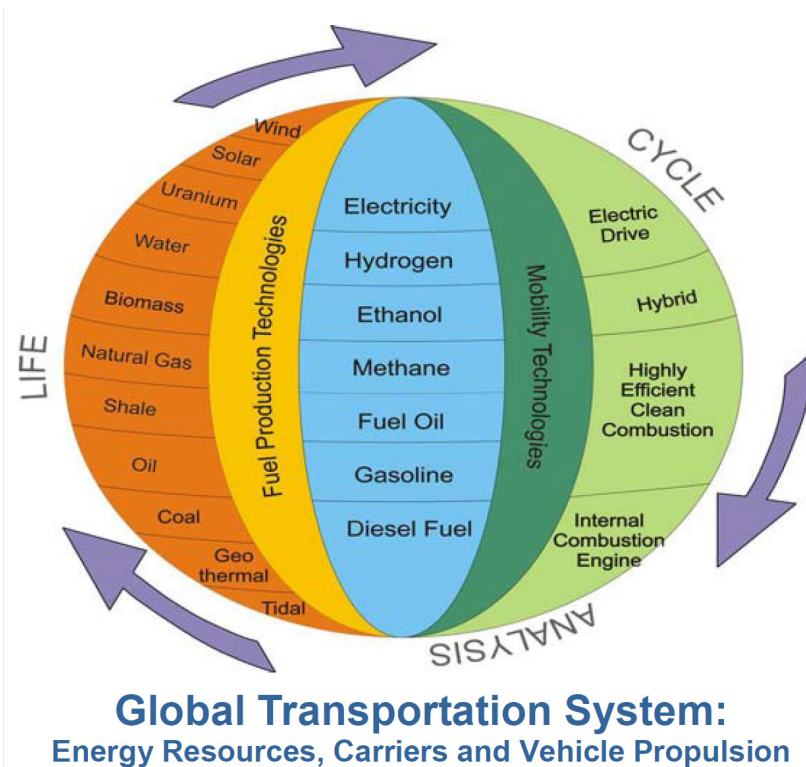 LIFE
CYCLE
ANALYSIS
Wind
Solar
Uranium
Water
Biomass
Natural Gas
Shale
Oil
Coal
Geo
thermal
Tidal
Fuel Production Technologies
Electricity
Hydrogen
Ethanol
Methane
Fuel Oil
Gasoline
Diesel Fuel
Mobility Technologies
Electric
Drive
Hybrid
Highly
Efficient
Clean
Combustion
Internal
Combustion
Engine
Global Transportation System:
Energy Resources, Carriers and Vehicle Propulsion